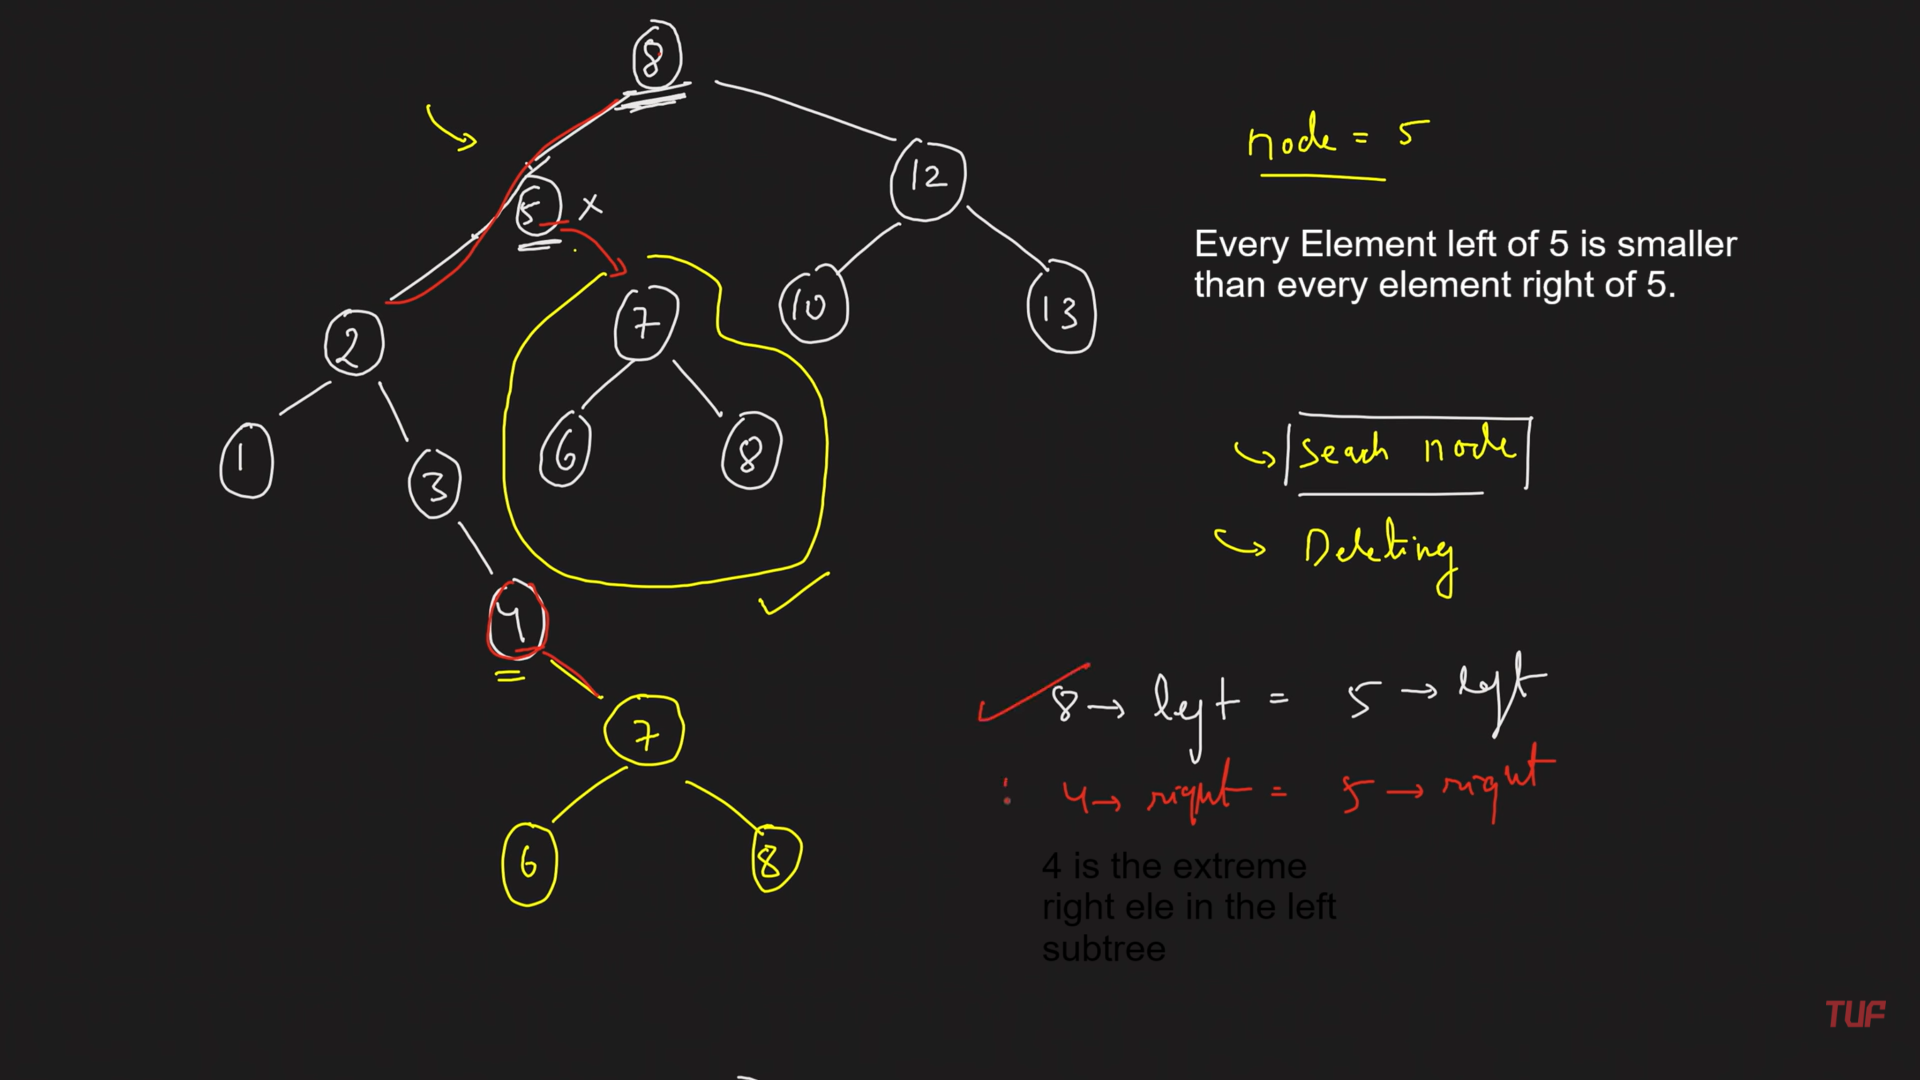 8
5 x
12
2
7
10
13
1
3
6
8
4
=
7
6
8
node = 5
Every Element left of 5 is smaller
than every element right of 5.
seach node
Deleting
8 → left = 5 → left
: 4 → right = 5 → right
4 is the extreme
right ele in the left
subtree
TUF